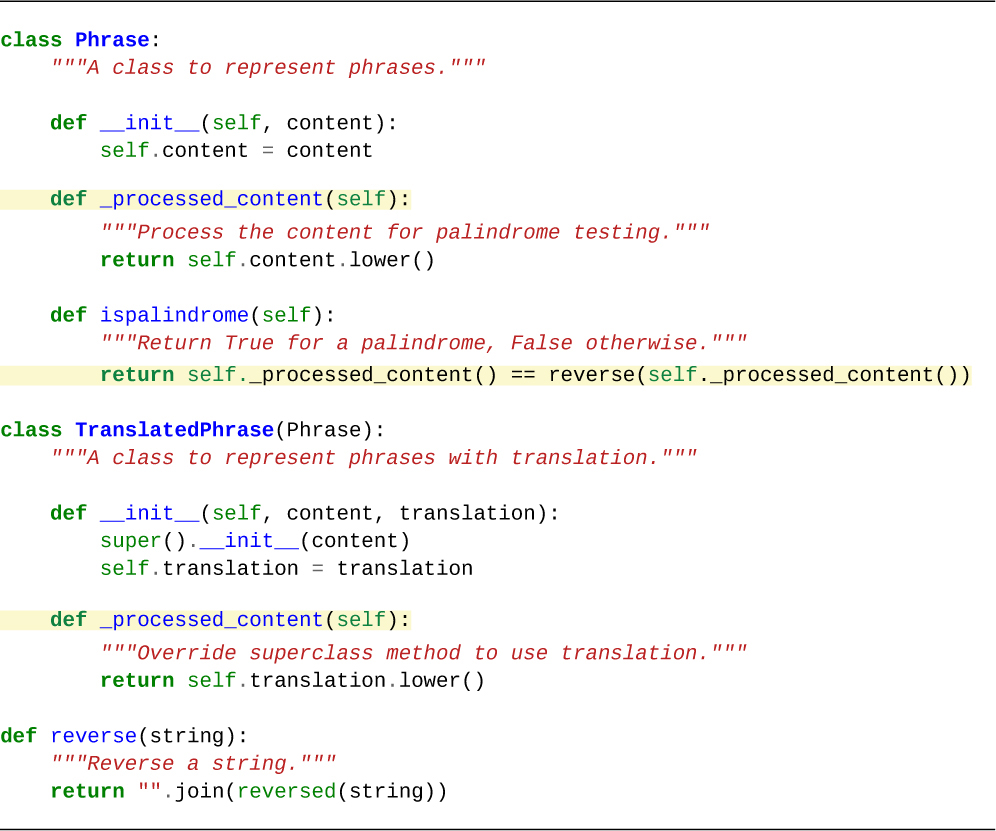 class Phrase:
    """A class to represent phrases."""

    def __init__(self, content):
        self.content = content

    def _processed_content(self):
        """Process the content for palindrome testing."""
        return self.content.lower()

    def ispalindrome(self):
        """Return True for a palindrome, False otherwise."""
        return self._processed_content() == reverse(self._processed_content())

class TranslatedPhrase(Phrase):
    """A class to represent phrases with translation."""

    def __init__(self, content, translation):
        super().__init__(content)
        self.translation = translation

    def _processed_content(self):
        """Override superclass method to use translation."""
        return self.translation.lower()

def reverse(string):
    """Reverse a string."""
    return "".join(reversed(string))